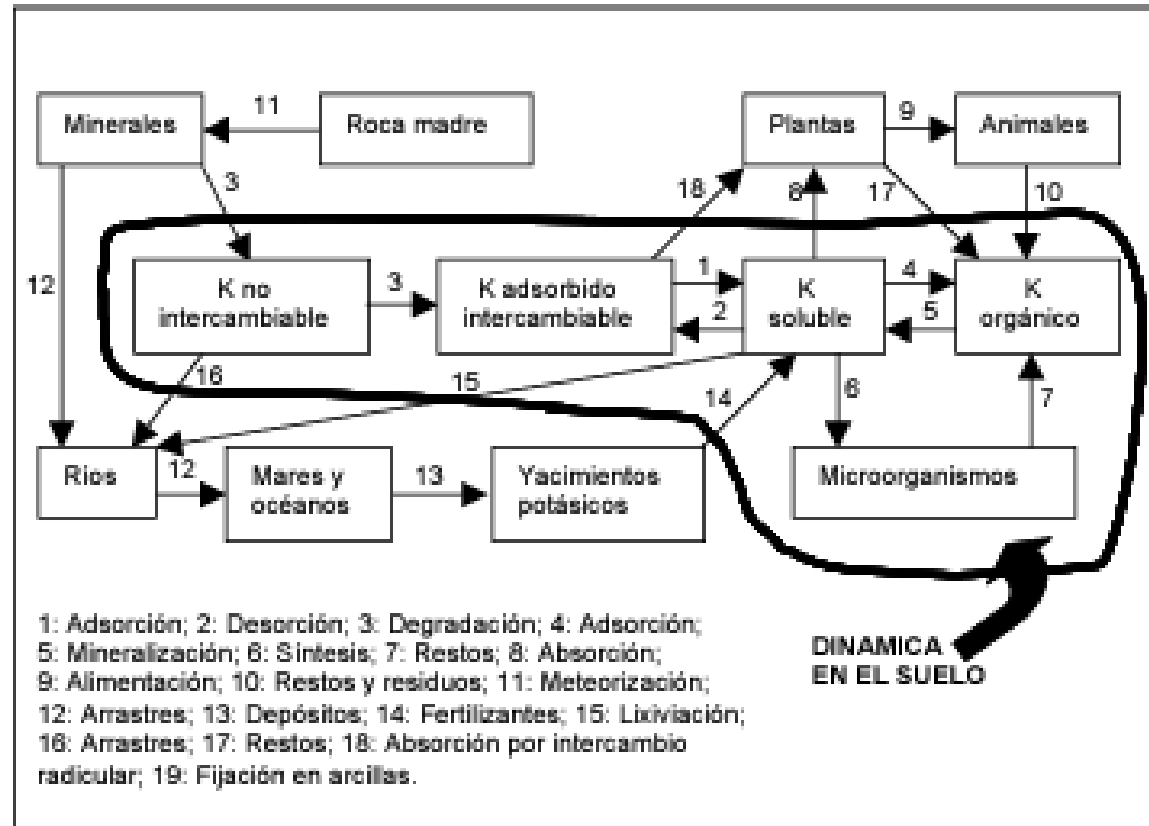 11
Minerales
Roca madre
Plantas
9
Animales
3
18
8
17
10
12
K no
intercambiable
3
K adsorbido
intercambiable
1
2
K
soluble
4
5
K
orgánico
16
15
14
6
7
Rios
12
Mares y
océanos
13
Yacimientos
potásicos
Microorganismos
1: Adsorción; 2: Desorción; 3: Degradación; 4: Adsorción;
5: Mineralización; 6: Síntesis; 7: Restos; 8: Absorción;
9: Alimentación; 10: Restos y residuos; 11: Meteorización;
12: Arrastres; 13: Depósitos; 14: Fertilizantes; 15: Lixiviación;
16: Arrastres; 17: Restos; 18: Absorción por intercambio
radicular; 19: Fijación en arcillas.
DINAMICA
EN EL SUELO